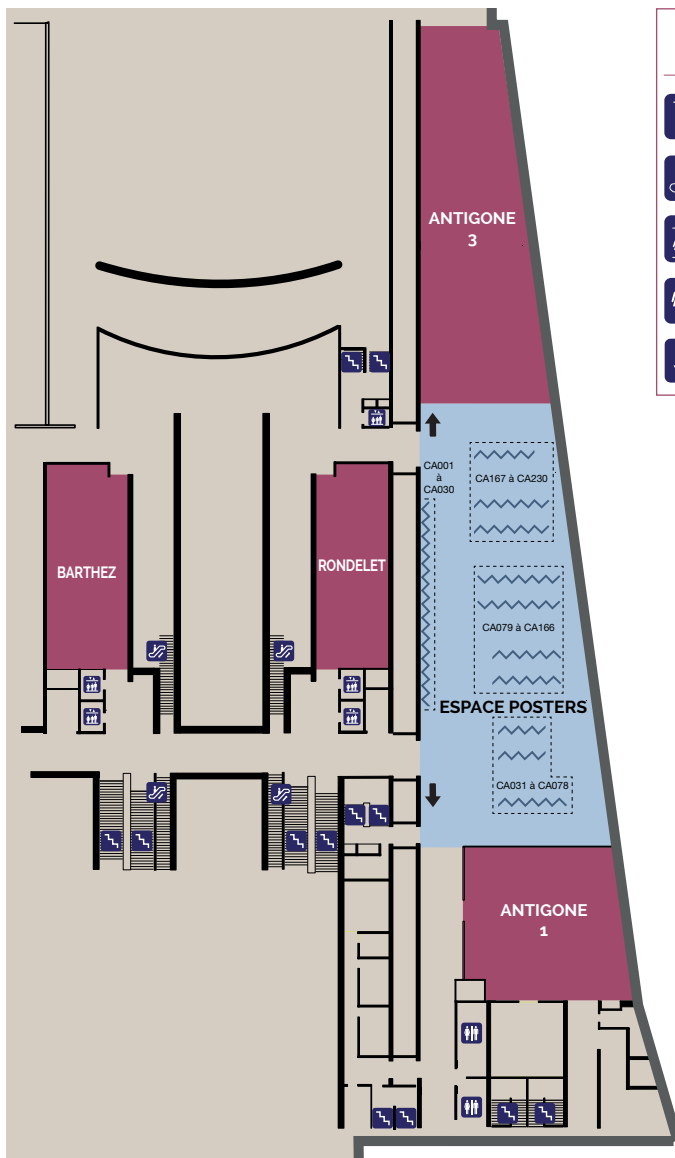 ANTIGONE
3
CA001
à
CA030
CA167 à CA230
BARTHEZ
RONDELET
CA079 à CA166
ESPACE POSTERS
CA031 à CA078
ANTIGONE
1